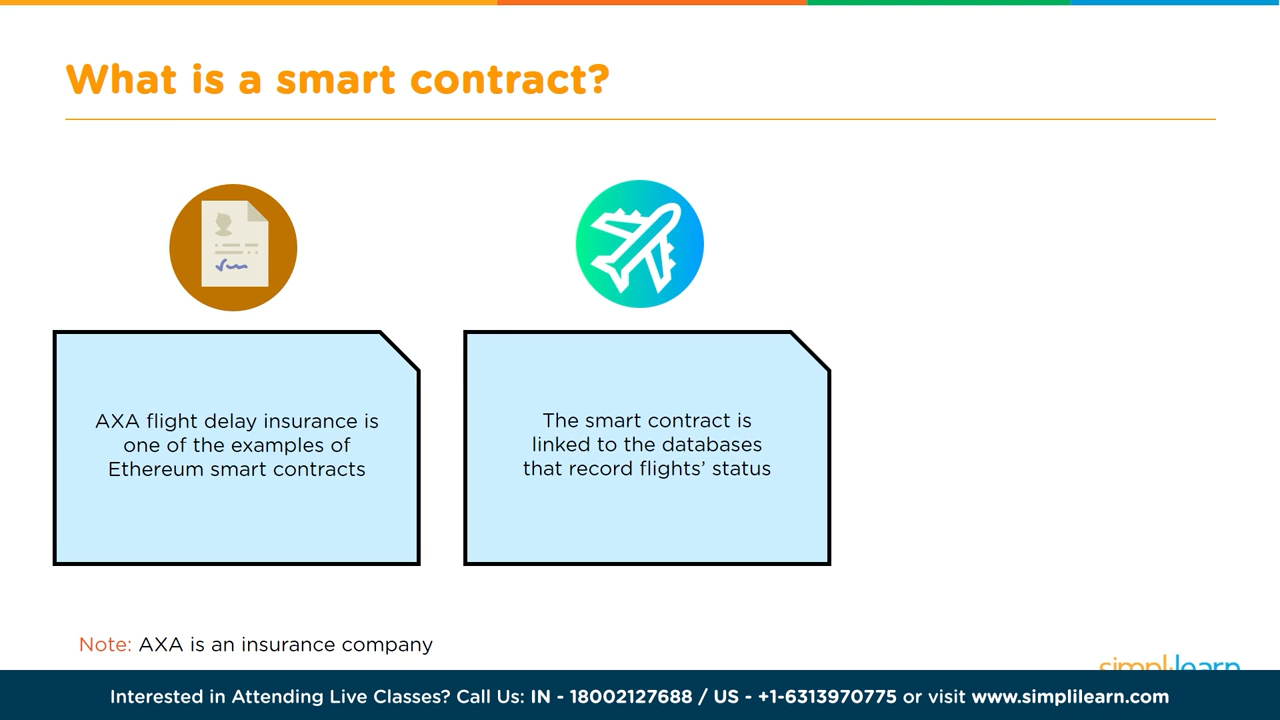 What is a smart contract?
AXA flight delay insurance is
one of the examples of
Ethereum smart contracts
The smart contract is
linked to the databases
that record flights’ status
Note: AXA is an insurance company
simplilearn
Interested in Attending Live Classes? Call Us: IN - 18002127688 / US - +1-6313970775 or visit www.simplilearn.com